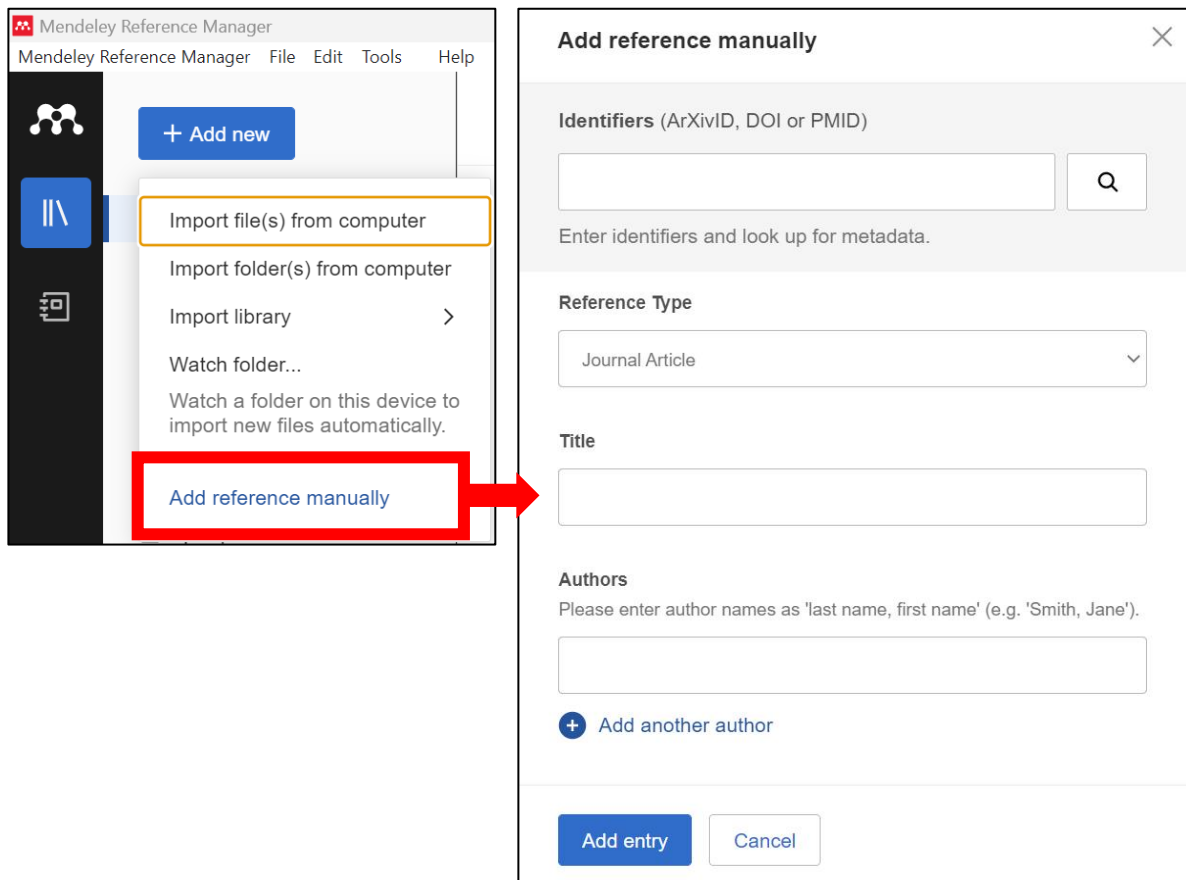 Mendeley Reference Manager
Mendeley Reference Manager File Edit Tools Help
+ Add new
Import file(s) from computer
Import folder(s) from computer
Import library
Watch folder...
Watch a folder on this device to
import new files automatically.
Add reference manually
Add reference manually
Identifiers (ArXivID, DOI or PMID)
Enter identifiers and look up for metadata.
Reference Type
Journal Article
Title
Authors
Please enter author names as 'last name, first name' (e.g. 'Smith, Jane').
+ Add another author
Add entry
Cancel